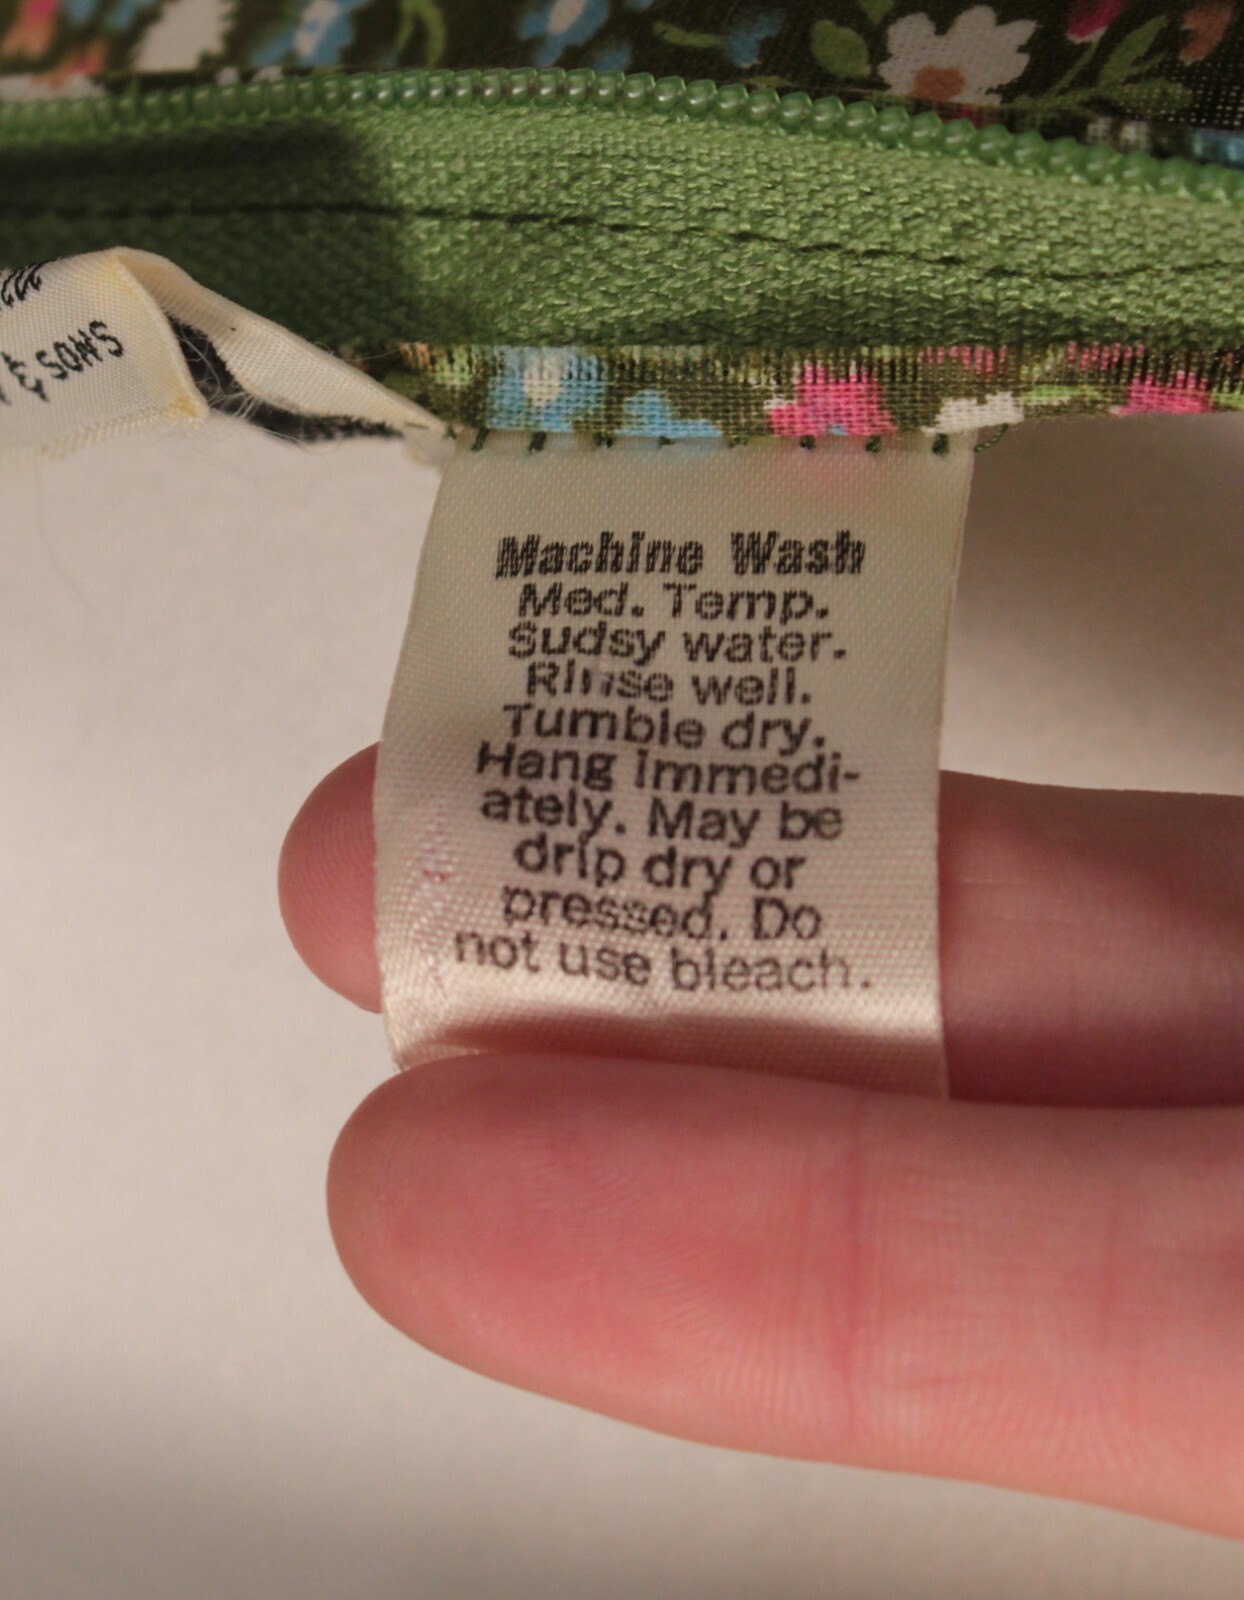 & SONS
Machine Wash
Med. Temp.
Sudsy water.
Rinse well.
Tumble dry.
Hang immedi-
ately. May be
drip dry or
pressed. Do
not use bleach.